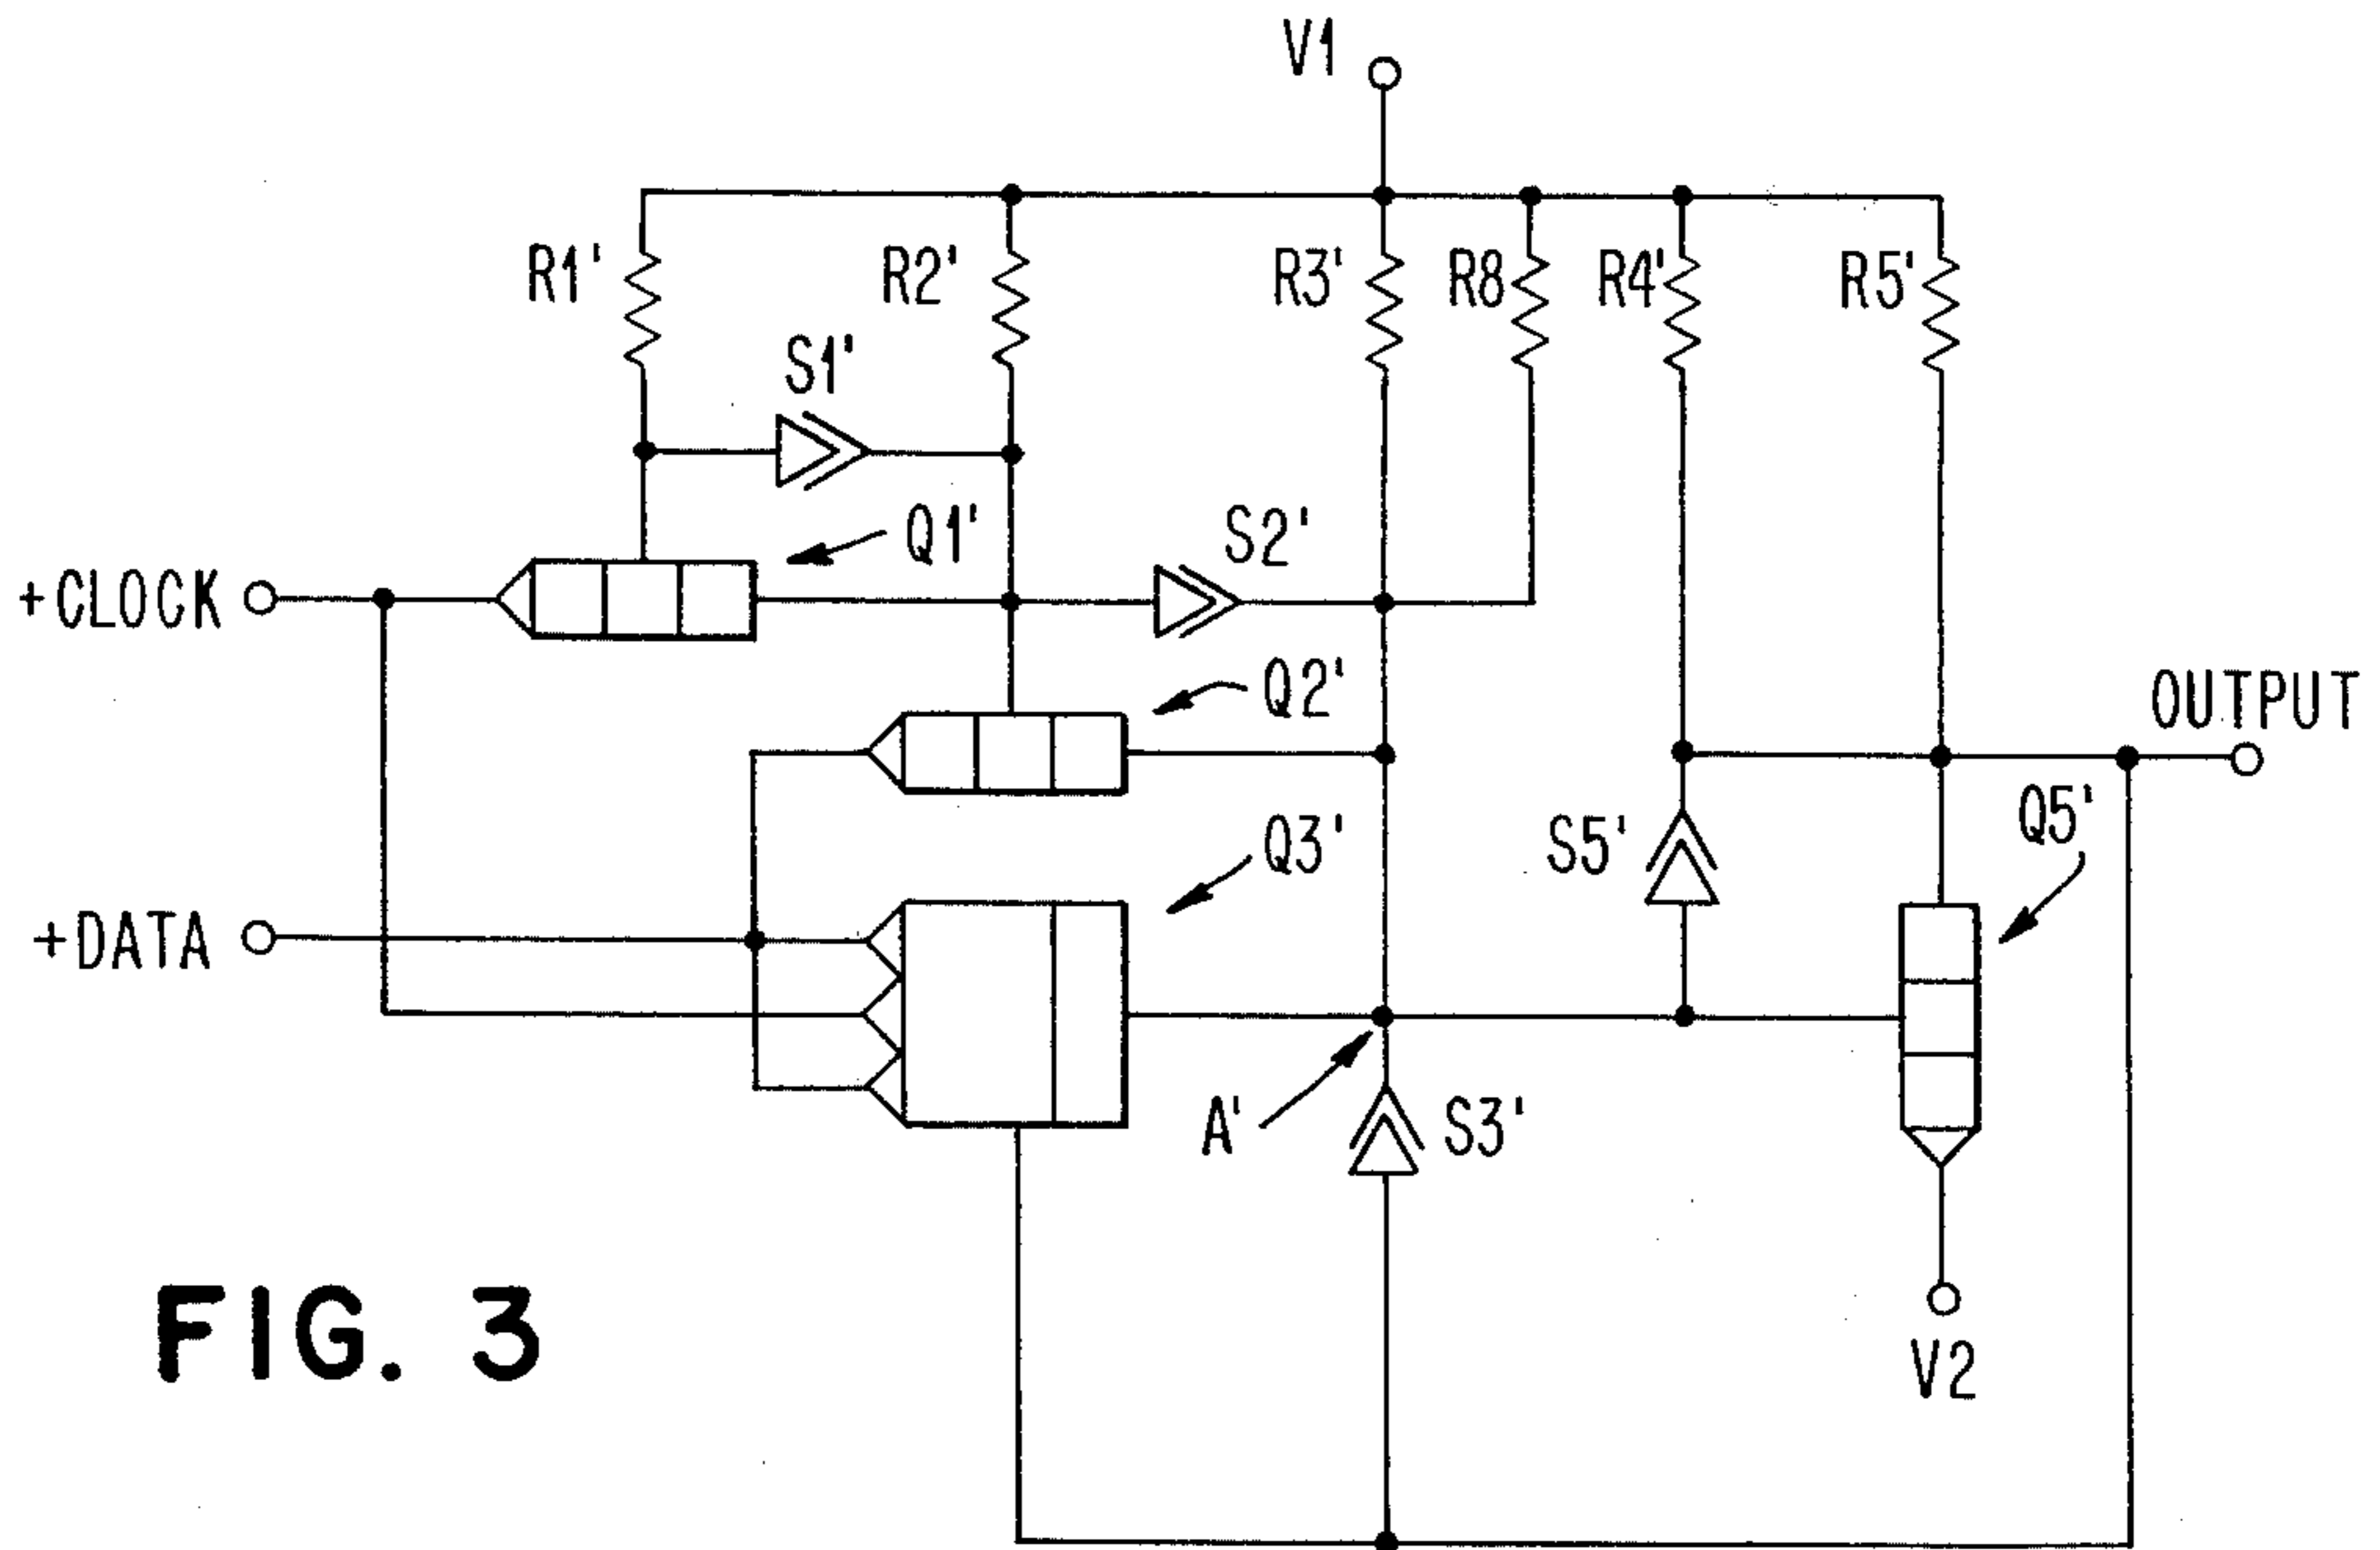 V1
R1'
R2'
R3'
R8
R4'
R5'
S1'
Q1'
S2'
+CLOCK
Q2'
OUTPUT
Q3'
S5'
Q5'
+DATA
A'
S3'
V2
FIG. 3